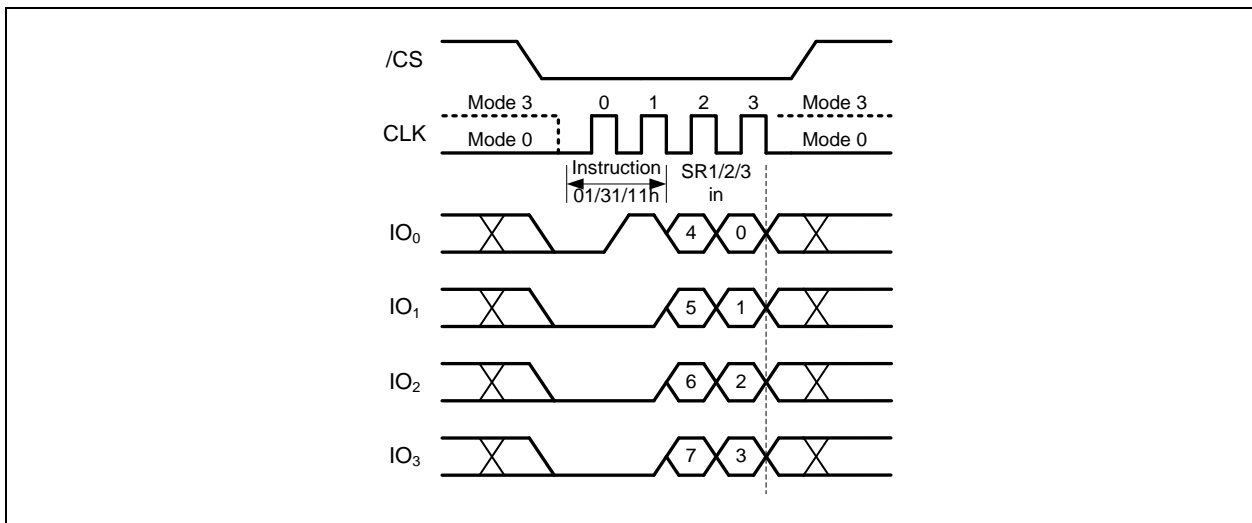 /CS
Mode 3 0 1 2 3 Mode 3
CLK Mode 0 Mode 0
Instruction SR1/2/3
01/31/11h in
IO₀ 4 0
IO₁ 5 1
IO₂ 6 2
IO₃ 7 3